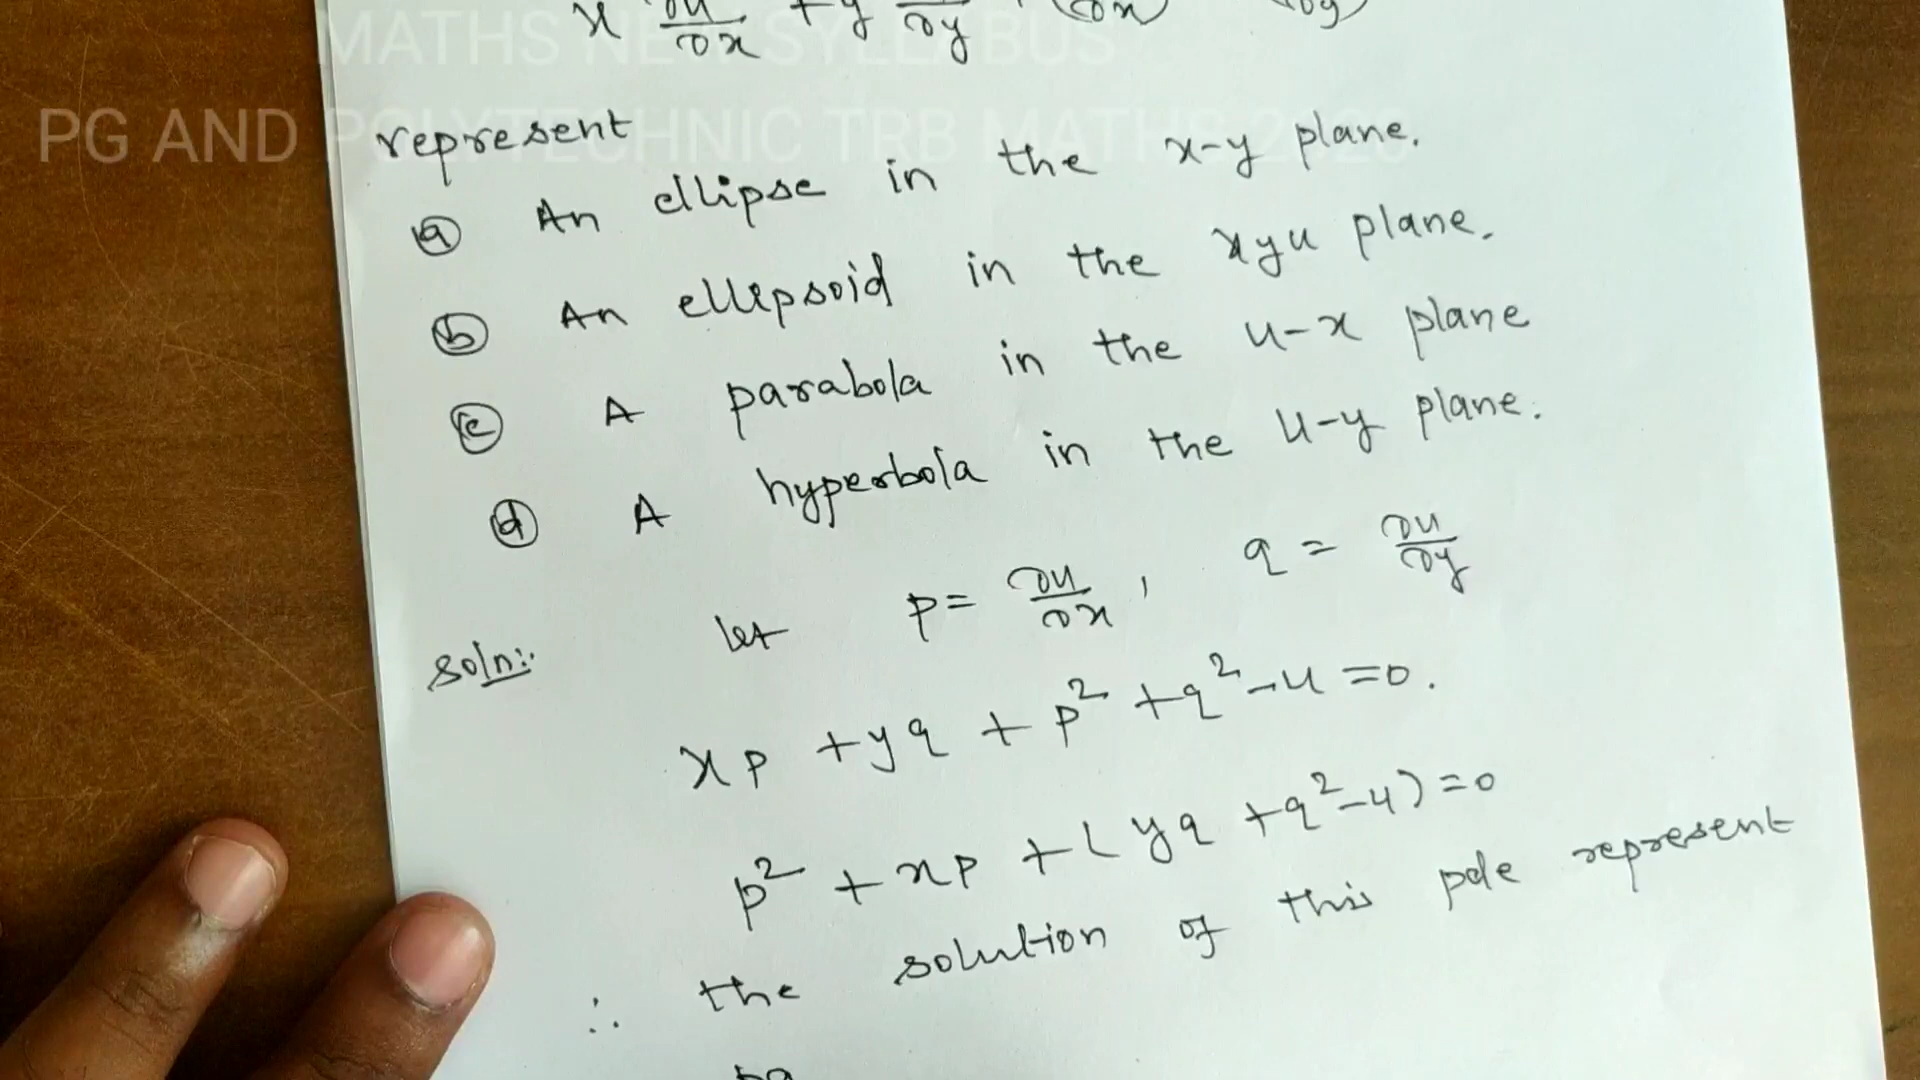 x ∂u/∂x + y ∂u/∂y
MATHS NEW SYLLABUS
PG AND POLYTECHNIC TRB MATHS 2
represent
ⓐ An ellipse in the x-y plane.
ⓑ An ellipsoid in the xyu plane.
ⓒ A parabola in the u-x plane
ⓓ A hyperbola in the u-y plane.
soln:- let p = ∂u/∂x , q = ∂u/∂y
xp + yq + p² + q² - u = 0.
p² + xp + (yq + q² - u) = 0
∴ the solution of this pde represent